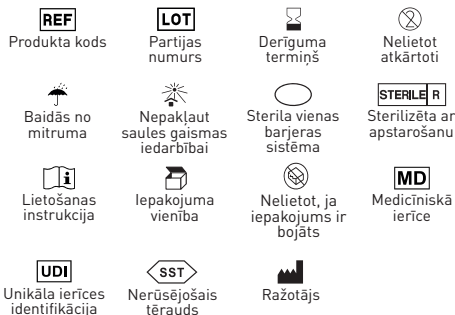 REF
LOT
Produkta kods
Partijas
numurs
Derīguma
termiņš
2
Nelietot
atkārtoti
STERILE R
Baidās no
mitruma
Nepakļaut
saules gaismas
iedarbībai
Sterila vienas
barjeras
sistēma
Sterilizēta ar
apstarošanu
i
MD
Lietošanas
instrukcija
Iepakojuma
vienība
Nelietot, ja
iepakojums ir
bojāts
Medicīniskā
ierīce
UDI
SST
Unikāla ierīces
identifikācija
Nerūsējošais
tērauds
Ražotājs